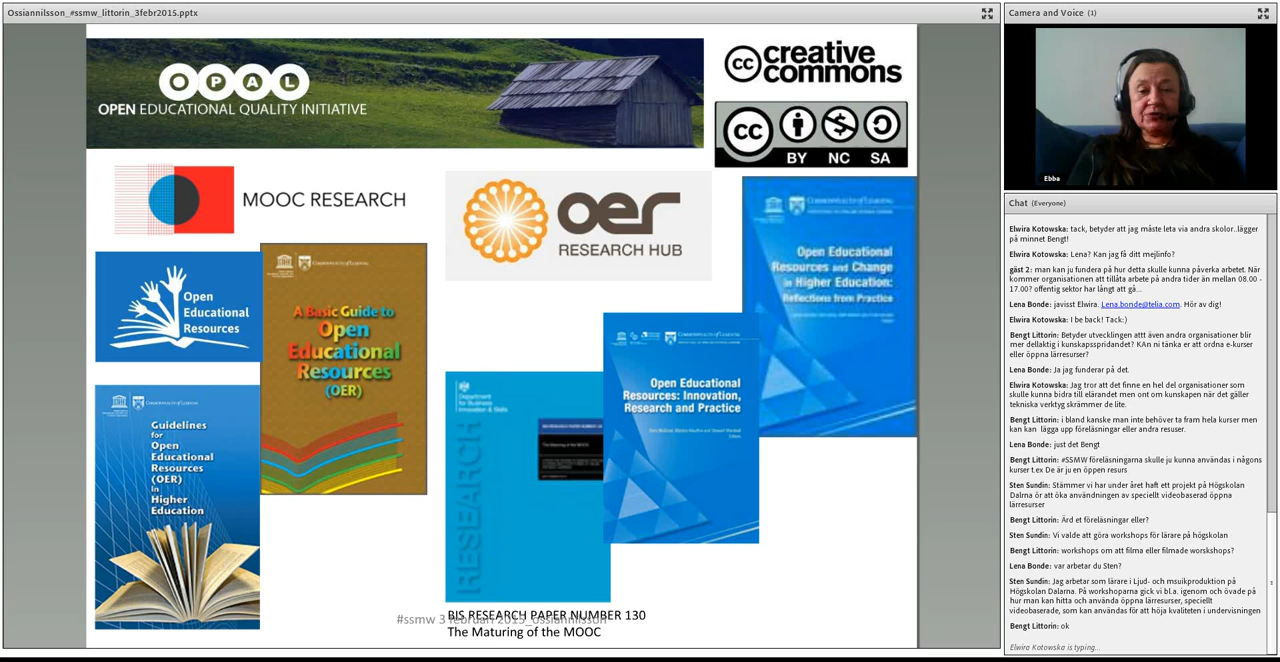 Ossiannilsson_#ssmw_littorin_3febr2015.pptx
OPAL
OPEN EDUCATIONAL QUALITY INITIATIVE
creative
commons
cc
BY NC SA
MOOC RESEARCH
oer
RESEARCH HUB
Open
Educational
Resources
A Basic Guide to
Open
Educational
Resources
(OER)
Guidelines
for
Open
Educational
Resources
(OER)
in
Higher
Education
Department
for Business
Innovation & Skills
RESEARCH
BIS RESEARCH PAPER NUMBER 130
The Maturing of the MOOC
Open Educational
Resources: Innovation,
Research and Practice
Open Educational
Resources and Change
in Higher Education:
Reflections from Practice
#ssmw 3 februari 2015_Ossiannilsson
Camera and Voice (1)
Ebba
Chat (Everyone)
Elwira Kotowska: tack, betyder att jag måste leta via andra skolor..lägger
på minnet Bengt!
Elwira Kotowska: Lena? Kan jag få ditt mejlinfo?
gäst 2: man kan ju fundera på hur detta skulle kunna påverka arbetet. När
kommer organisationen att tillåta arbete på andra tider än mellan 08.00 -
17.00? offentig sektor har långt att gå...
Lena Bonde: javisst Elwira. Lena.bonde@telia.com. Hör av dig!
Elwira Kotowska: I be back! Tack:)
Bengt Littorin: Betyder utvecklingen attt även andra organisationer blir
mer dellaktig i kunskapsspridandet? KAn ni tänka er att ordna e-kurser
eller öppna lärresurser?
Lena Bonde: Ja jag funderar på det.
Elwira Kotowska: Jag tror att det finne en hel del organisationer som
skulle kunna bidra till elärande men ont om kunskapen när det gäller
tekniska verktyg skrämmer de lite.
Bengt Littorin: i bland kanske man inte behöver ta fram hela kurser men
kan kan lägga upp föreläsningar eller andra resuser.
Lena Bonde: just det Bengt
Bengt Littorin: #SSMW föreläsningarna skulle ju kunna användas i någons
kurser t.ex De är ju en öppen resurs
Sten Sundin: Stämmer vi har under året haft ett projekt på Högskolan
Dalrna ör att öka användningen av speciellt videobaserad öppna
lärresurser
Bengt Littorin: Ärd et föreläsningar eller?
Sten Sundin: Vi valde att göra workshops för lärare på högskolan
Bengt Littorin: workshops om att filma eller filmade worskshops?
Lena Bonde: var arbetar du Sten?
Sten Sundin: Jag arbetar som lärare i Ljud- och msuikproduktion på
Högskolan Dalarna. På workshoparna gick vi bl.a. igenom och övade på
hur man kan hitta och använda öppna lärresurser, speciellt
videobaserade, som kan användas för att höja kvaliteten i undervisningen
Bengt Littorin: ok
Elwira Kotowska is typing...